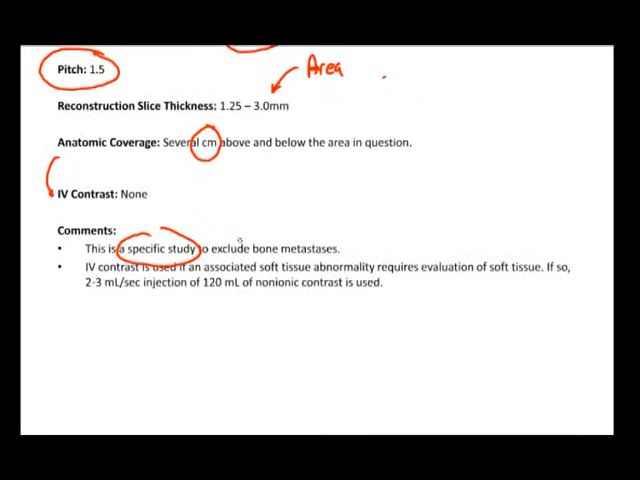 Area
Pitch: 1.5
Reconstruction Slice Thickness: 1.25 – 3.0mm
Anatomic Coverage: Several cm above and below the area in question.
IV Contrast: None
Comments:
• This is a specific study to exclude bone metastases.
• IV contrast is used if an associated soft tissue abnormality requires evaluation of soft tissue. If so,
2-3 mL/sec injection of 120 mL of nonionic contrast is used.